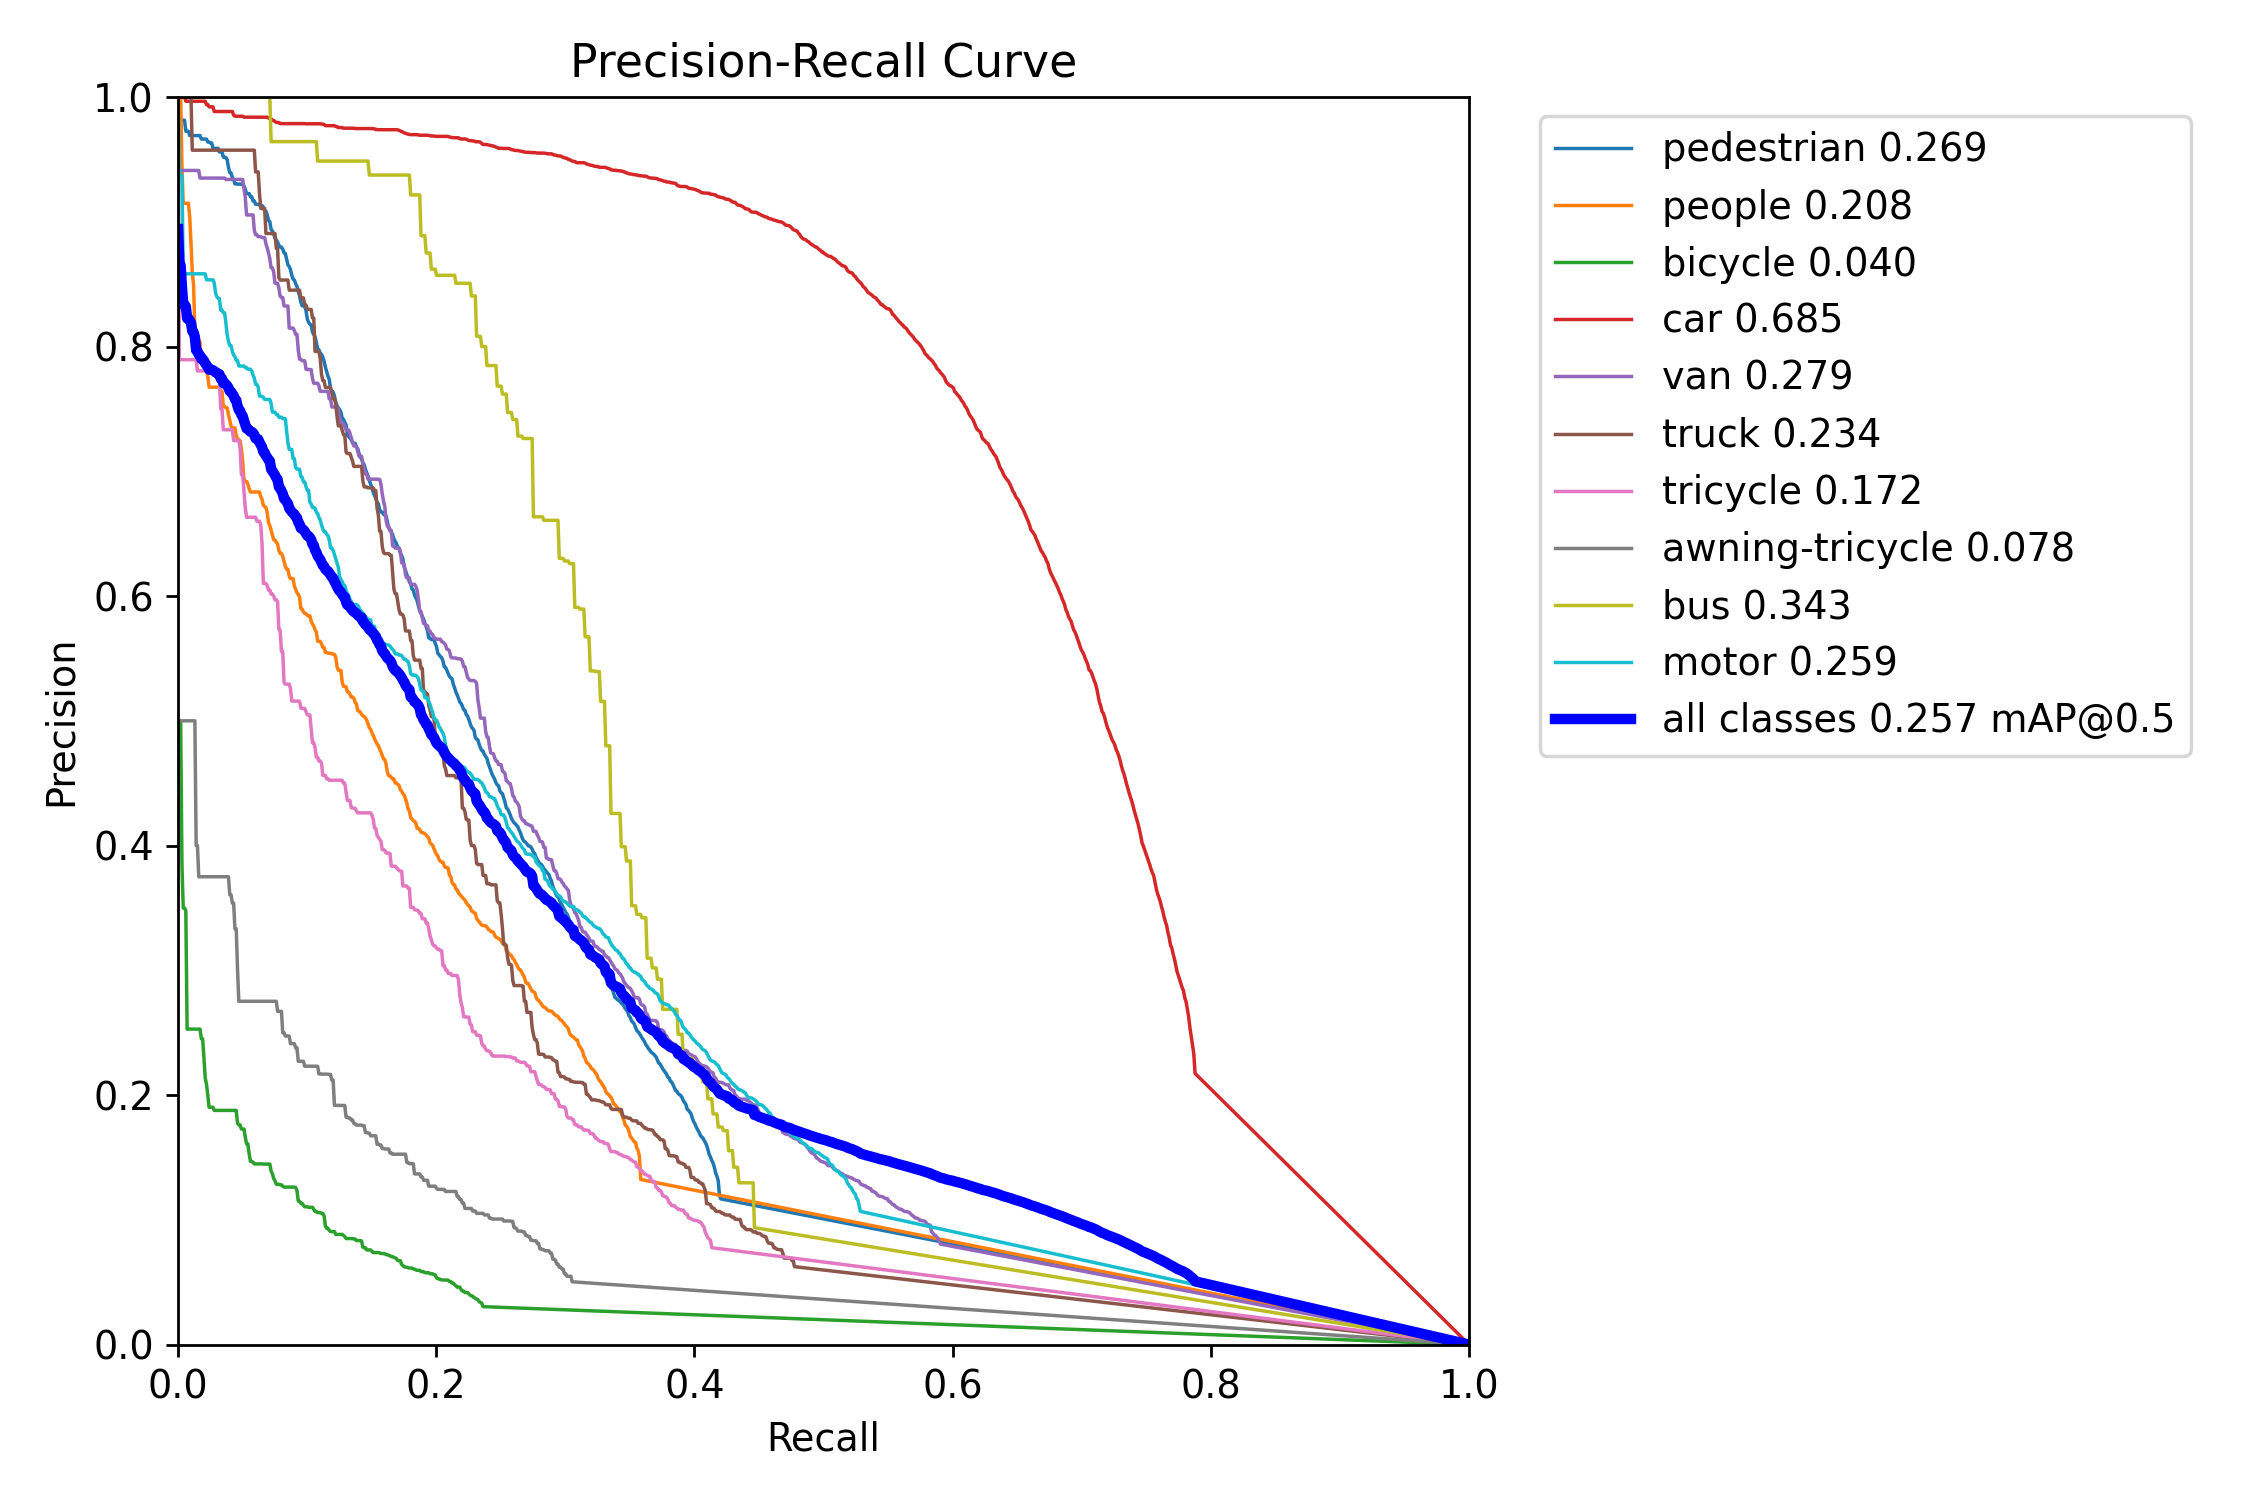 Precision-Recall Curve
1.0
0.8
0.6
0.4
0.2
0.0
Precision
0.0 0.2 0.4 0.6 0.8 1.0
Recall
pedestrian 0.269
people 0.208
bicycle 0.040
car 0.685
van 0.279
truck 0.234
tricycle 0.172
awning-tricycle 0.078
bus 0.343
motor 0.259
all classes 0.257 mAP@0.5